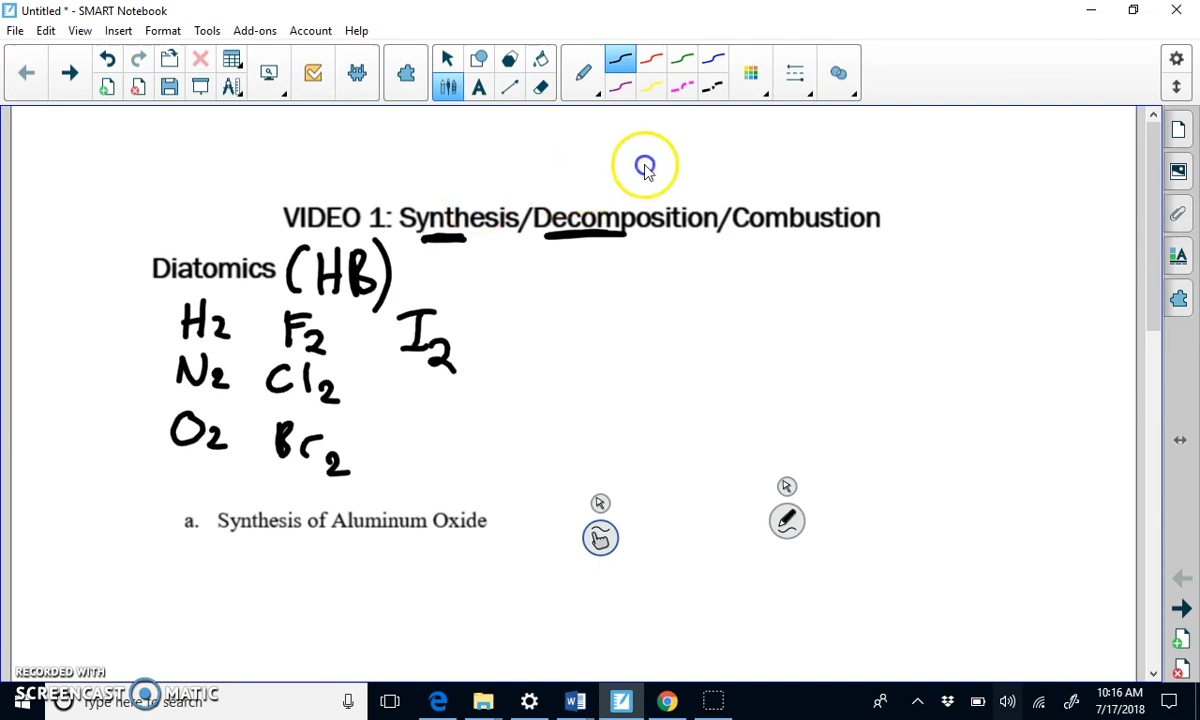 Untitled * - SMART Notebook
File Edit View Insert Format Tools Add-ons Account Help
VIDEO 1: Synthesis/Decomposition/Combustion
Diatomics (HB)
H2 F2 I2
N2 Cl2
O2 Br2
a. Synthesis of Aluminum Oxide
RECORDED WITH
SCREENCAST MATIC
Type here to search
10:16 AM
7/17/2018